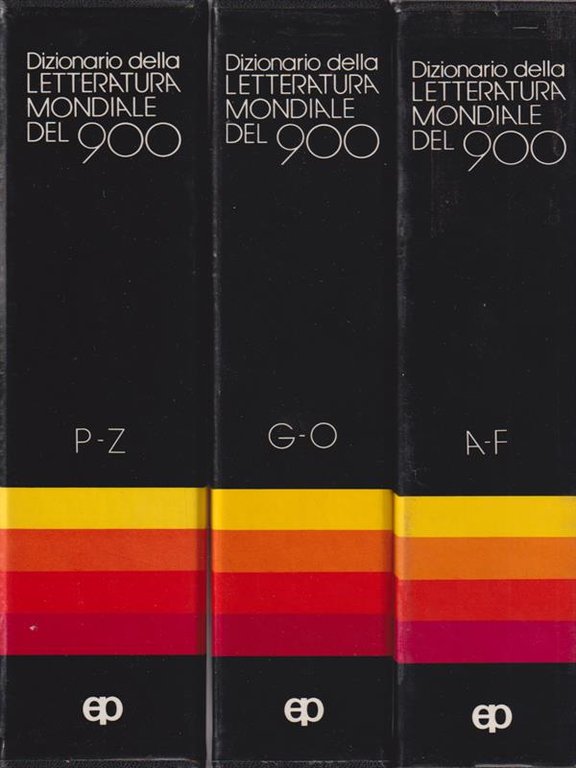 Dizionario della
LETTERATURA
MONDIALE
DEL 900
P-Z
ep
Dizionario della
LETTERATURA
MONDIALE
DEL 900
G-O
ep
Dizionario della
LETTERATURA
MONDIALE
DEL 900
A-F
ep